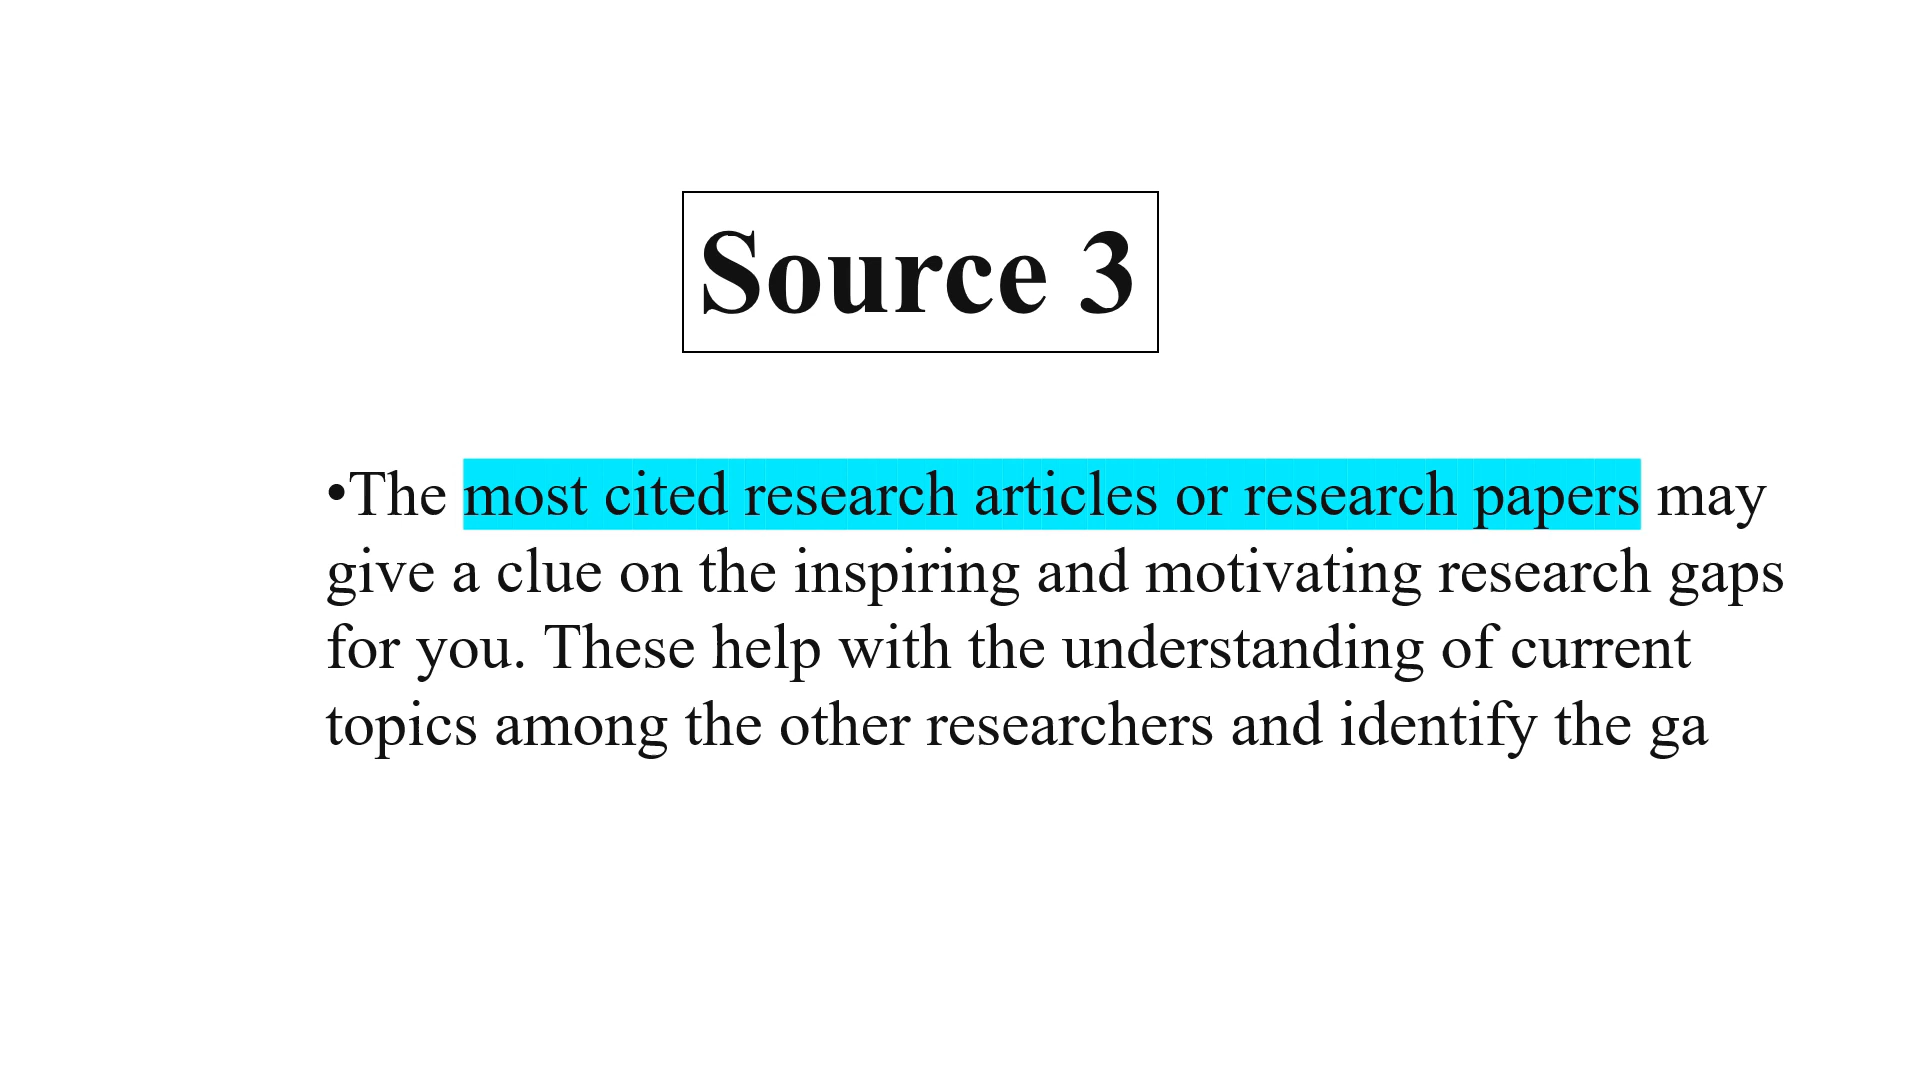 Source 3
•The most cited research articles or research papers may
give a clue on the inspiring and motivating research gaps
for you. These help with the understanding of current
topics among the other researchers and identify the ga